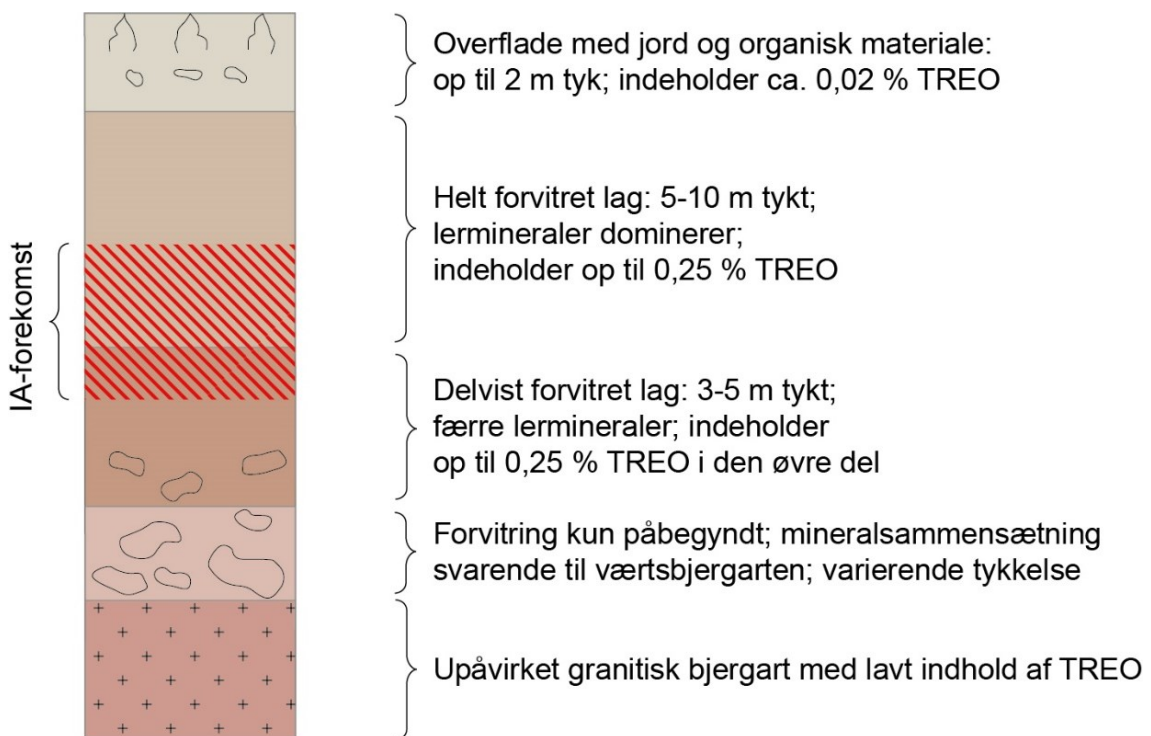 Overflade med jord og organisk materiale:
op til 2 m tyk; indeholder ca. 0,02 % TREO
Helt forvitret lag: 5-10 m tykt;
lermineraler dominerer;
indeholder op til 0,25 % TREO
IA-forekomst
Delvist forvitret lag: 3-5 m tykt;
færre lermineraler; indeholder
op til 0,25 % TREO i den øvre del
Forvitring kun påbegyndt; mineralsammensætning
svarende til værtsbjergarten; varierende tykkelse
Upåvirket granitisk bjergart med lavt indhold af TREO